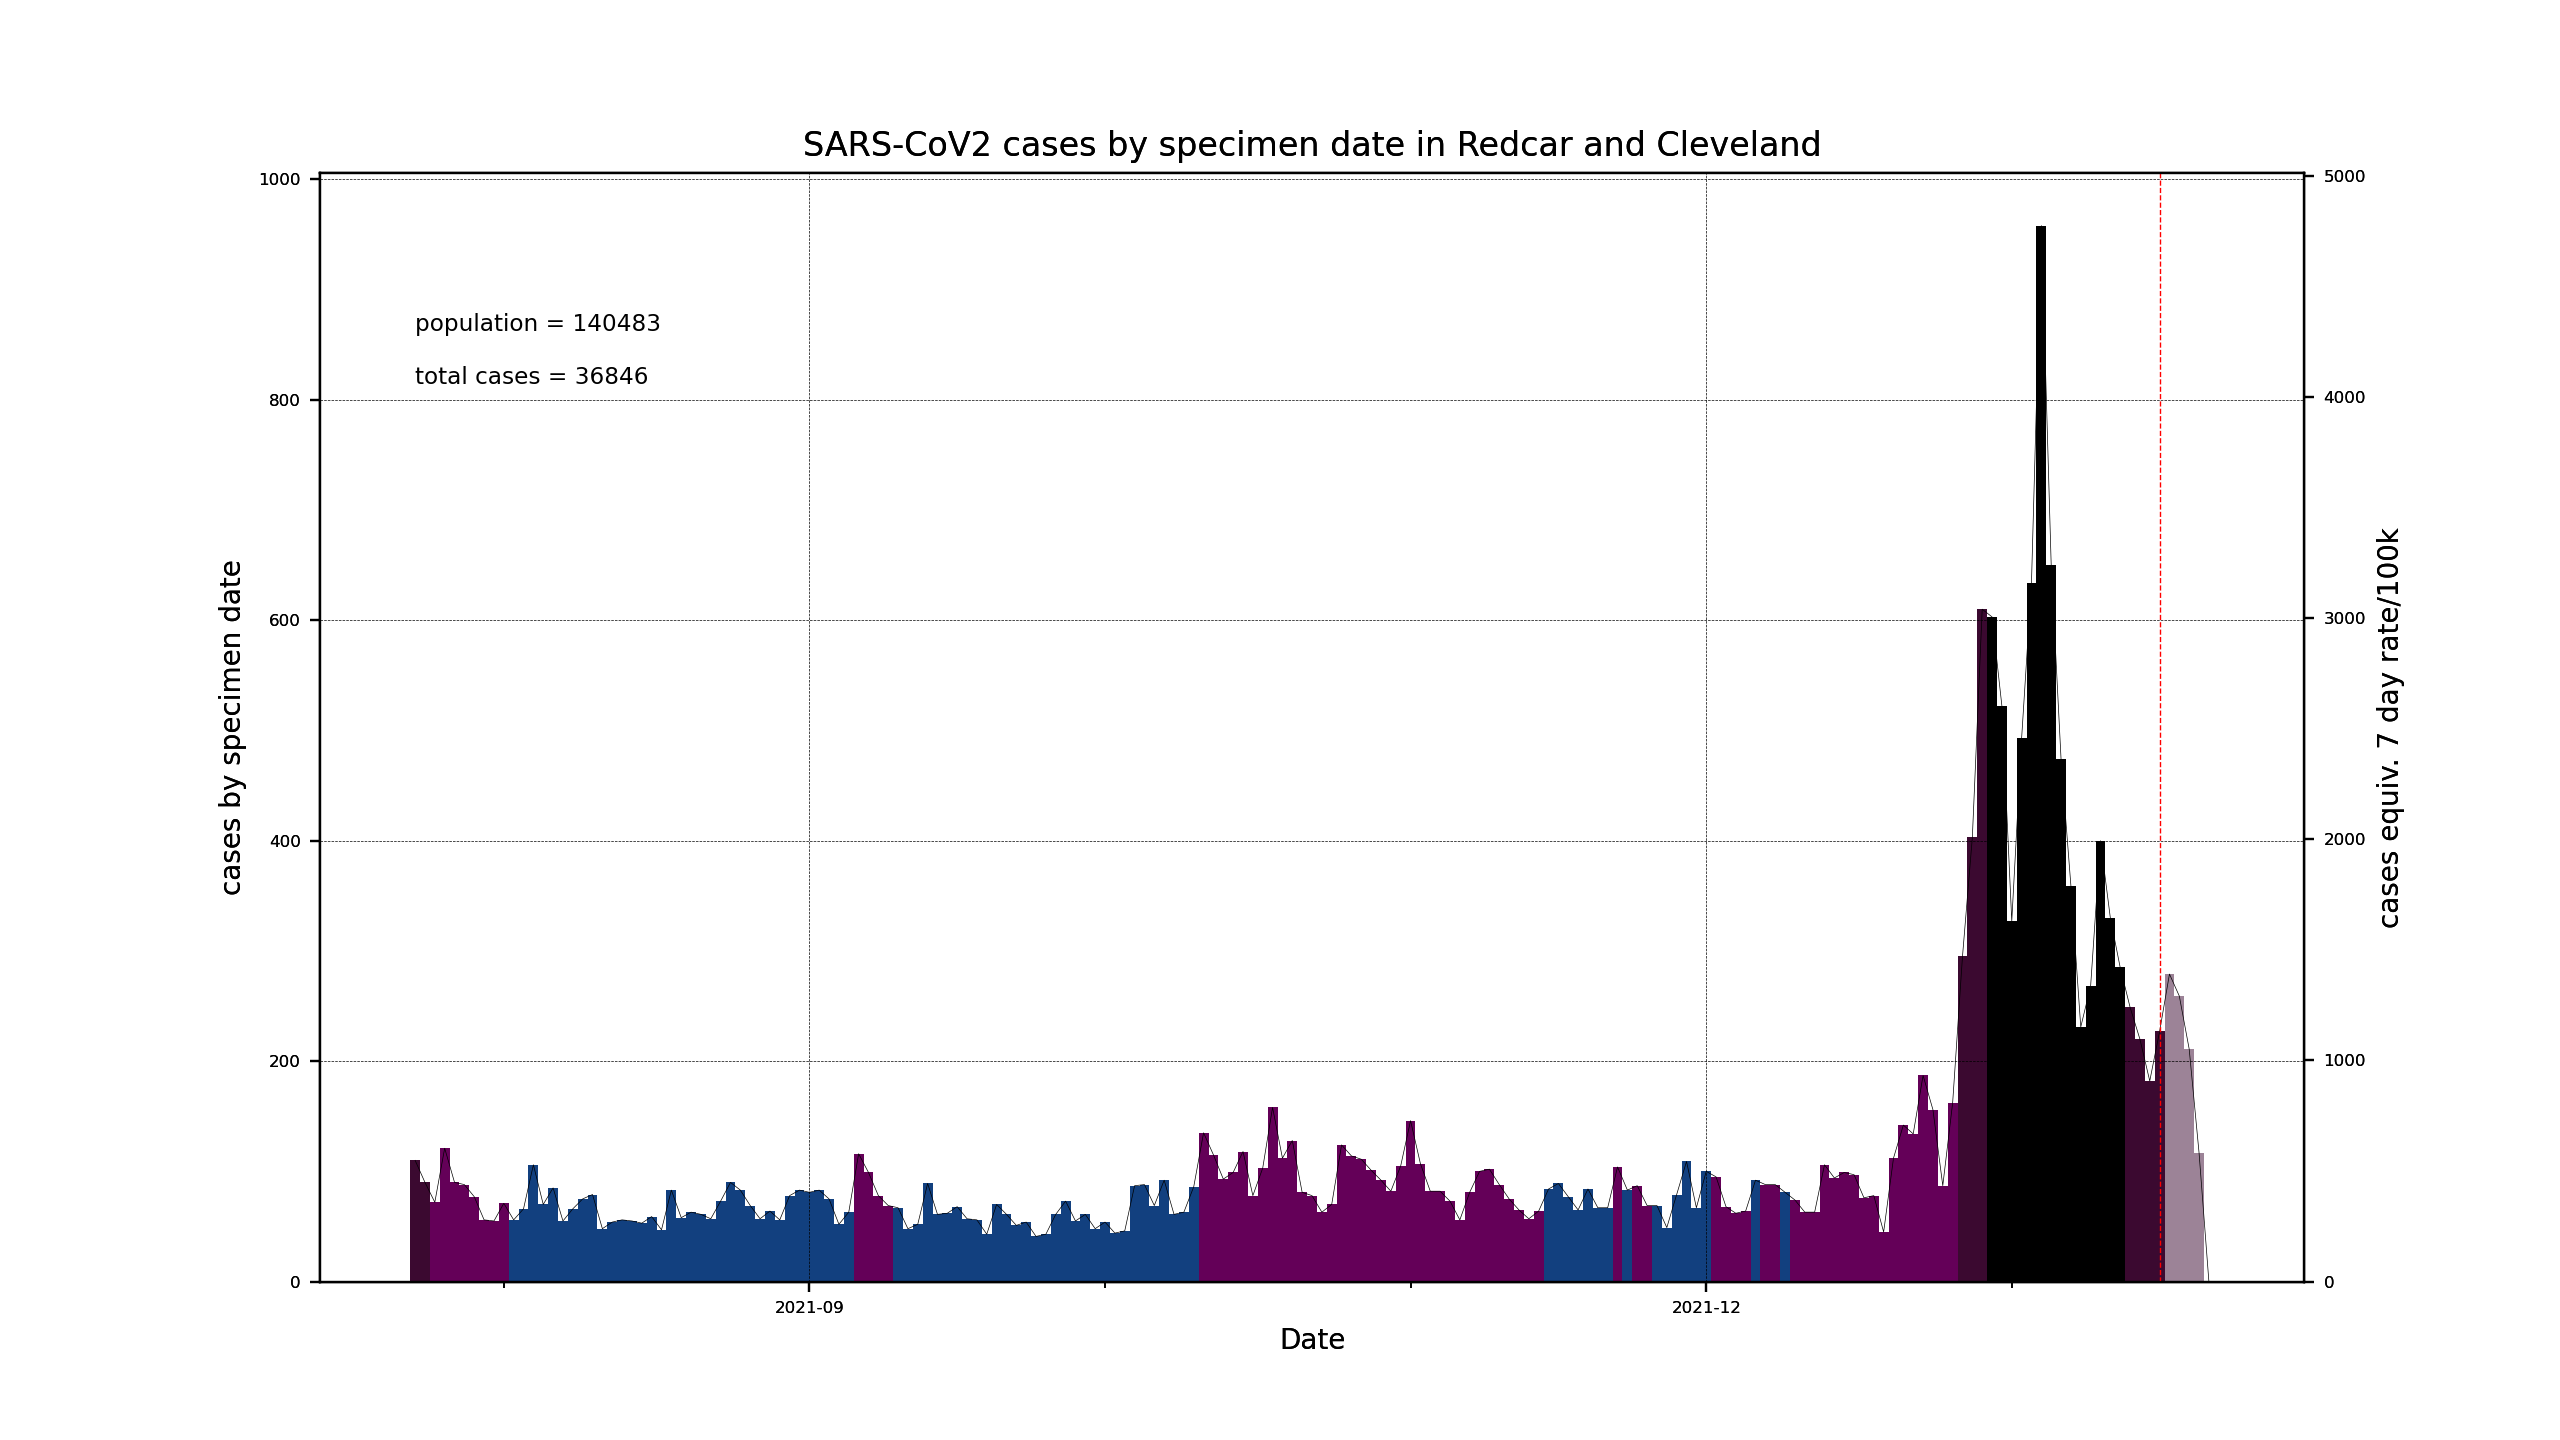 SARS-CoV2 cases by specimen date in Redcar and Cleveland
population = 140483
total cases = 36846
cases by specimen date
1000
800
600
400
200
0
5000
4000
3000
2000
1000
0
cases equiv. 7 day rate/100k
2021-09
2021-12
Date